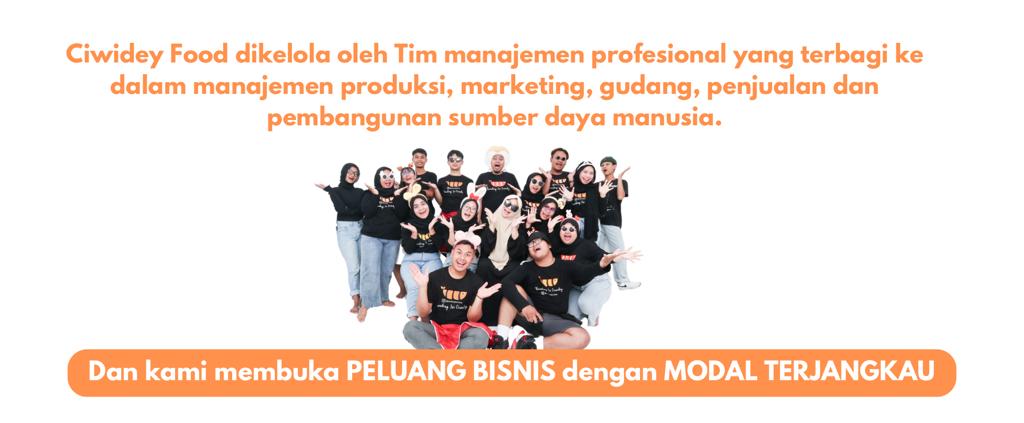 Ciwidey Food dikelola oleh Tim manajemen profesional yang terbagi ke
dalam manajemen produksi, marketing, gudang, penjualan dan
pembangunan sumber daya manusia.
Dan kami membuka PELUANG BISNIS dengan MODAL TERJANGKAU